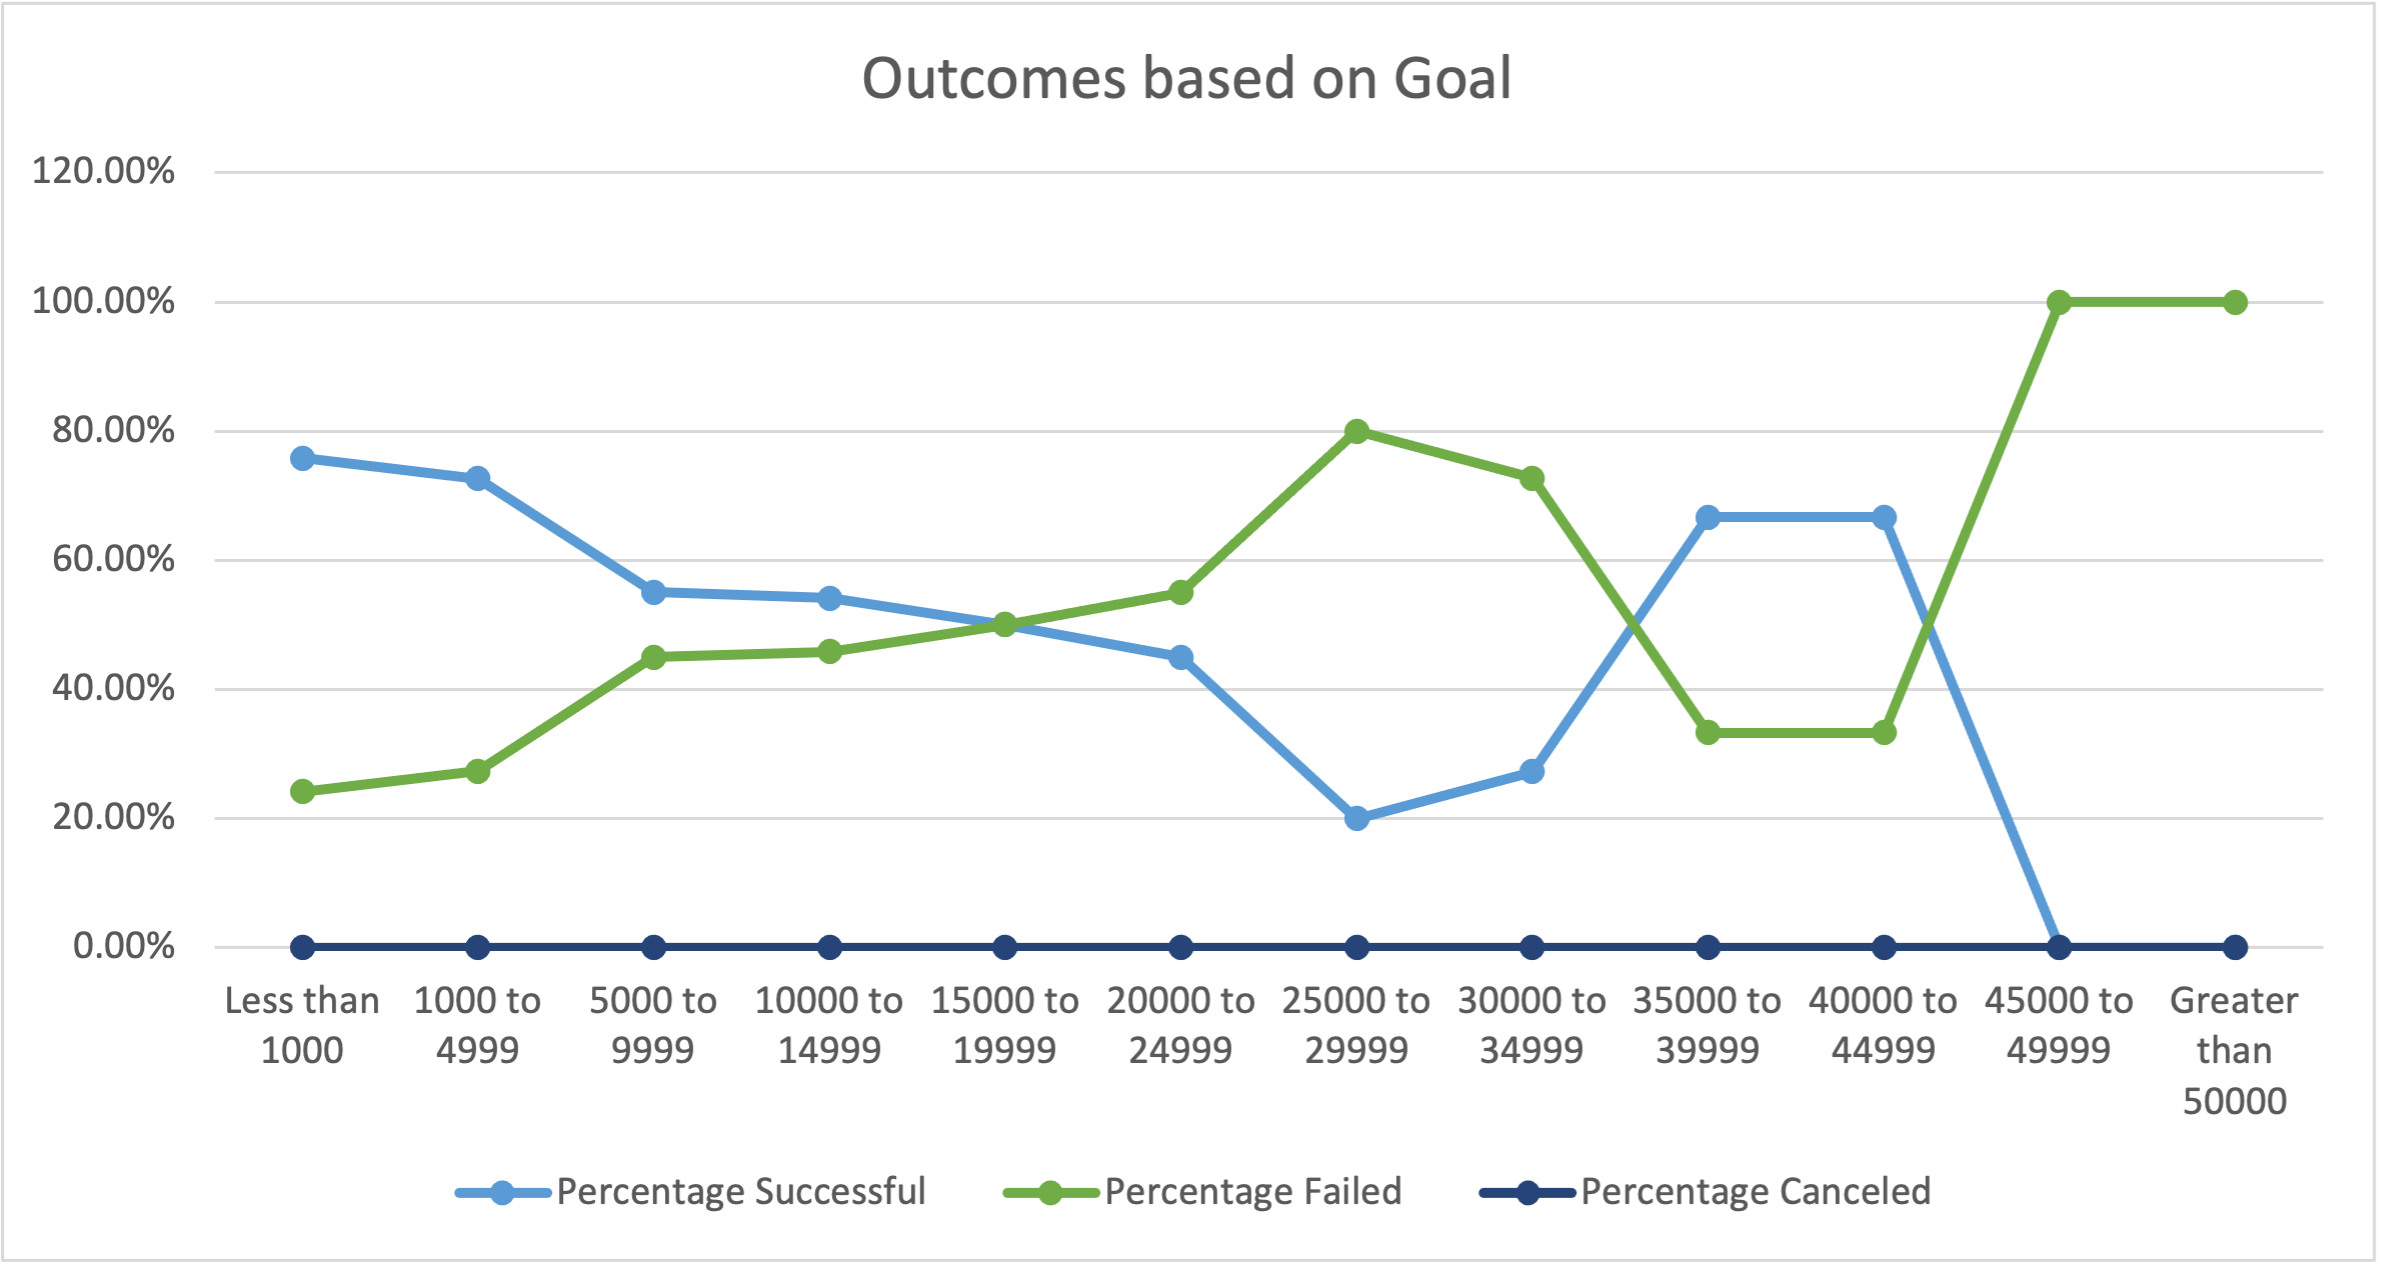 Outcomes based on Goal
120.00%
100.00%
80.00%
60.00%
40.00%
20.00%
0.00%
Less than
1000
1000 to
4999
5000 to
9999
10000 to
14999
15000 to
19999
20000 to
24999
25000 to
29999
30000 to
34999
35000 to
39999
40000 to
44999
45000 to
49999
Greater
than
50000
Percentage Successful
Percentage Failed
Percentage Canceled